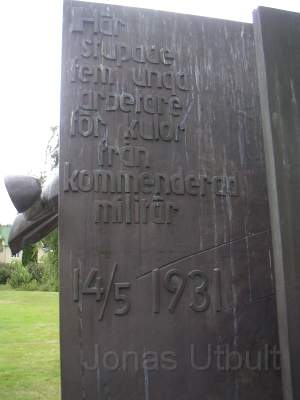 Här
stupade
fem unga
arbetare
för kulor
från
kommenderad
militär
14/5 1931
Jonas Utbult